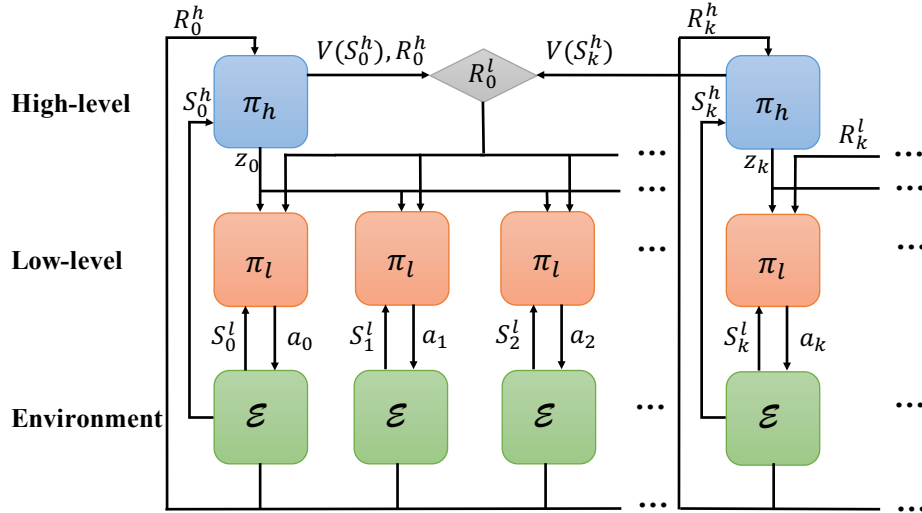 R_0^h
V(S_0^h), R_0^h
R_0^l
V(S_k^h)
R_k^h
High-level
S_0^h
π_h
S_k^h
π_h
R_k^l
z_0
...
z_k
...
...
...
Low-level
π_l
π_l
π_l
...
π_l
...
S_0^l
a_0
S_1^l
a_1
S_2^l
a_2
S_k^l
a_k
Environment
ℰ
ℰ
ℰ
...
ℰ
...
...
...